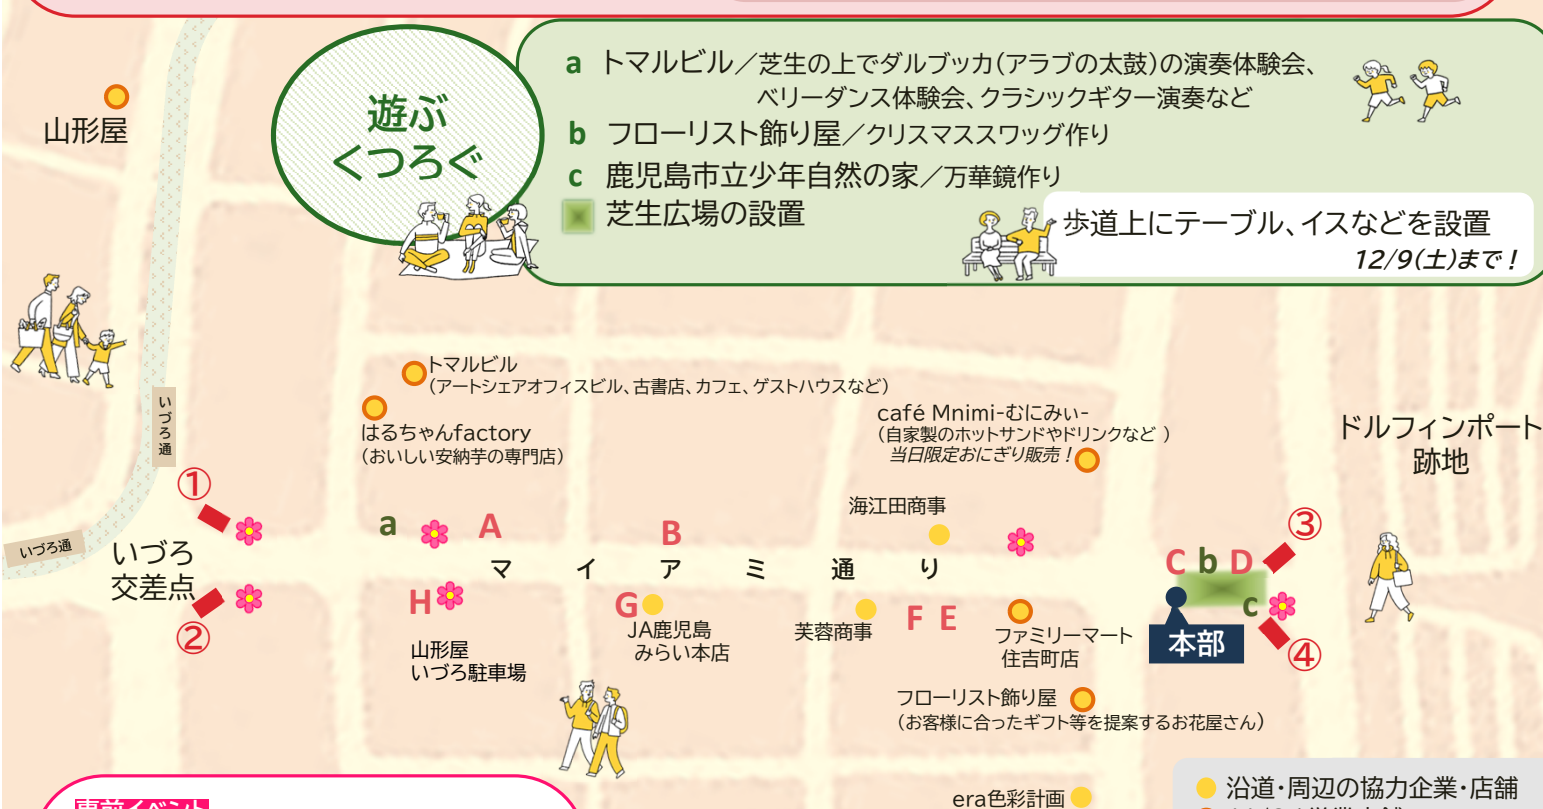 遊ぶ
くつろぐ
a トマルビル／芝生の上でダルブッカ(アラブの太鼓)の演奏体験会、
ベリーダンス体験会、クラシックギター演奏など
b フローリスト飾り屋／クリスマススワッグ作り
c 鹿児島市立少年自然の家／万華鏡作り
芝生広場の設置
歩道上にテーブル、イスなどを設置
12/9(土)まで！
山形屋
いづろ通
いづろ通
トマルビル
(アートシェアオフィスビル、古書店、カフェ、ゲストハウスなど)
はるちゃんfactory
(おいしい安納芋の専門店)
café Mnimi-むにみぃ-
(自家製のホットサンドやドリンクなど )
当日限定おにぎり販売！
ドルフィンポート
跡地
海江田商事
①
a
A
B
③
いづろ
交差点
マイアミ通り
C b D
②
H
G
F E
c
④
山形屋
いづろ駐車場
JA鹿児島
みらい本店
芙蓉商事
ファミリーマート
住吉町店
本部
フローリスト飾り屋
(お客様に合ったギフト等を提案するお花屋さん)
era色彩計画
沿道・周辺の協力企業・店舗